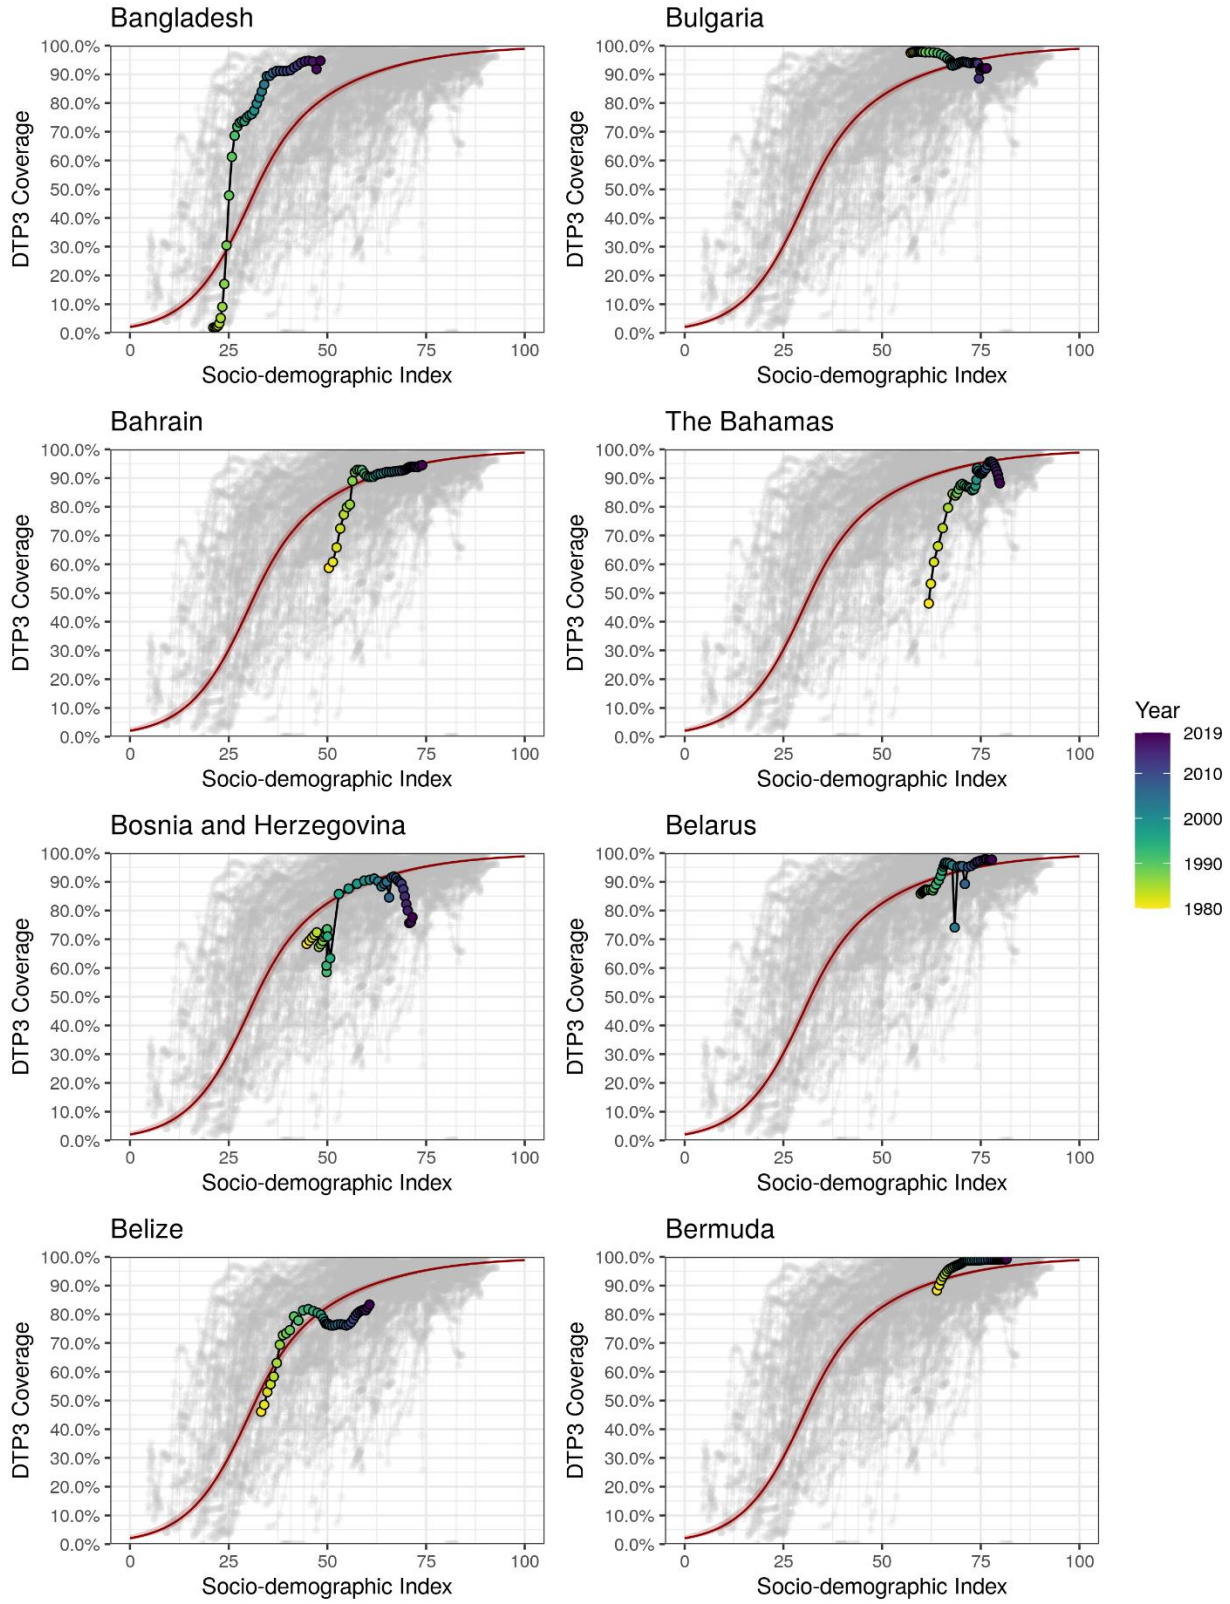 Bangladesh
Bulgaria
100.0%
90.0%
80.0%
70.0%
60.0%
50.0%
40.0%
30.0%
20.0%
10.0%
0.0%
DTP3 Coverage
0 25 50 75 100
Socio-demographic Index
100.0%
90.0%
80.0%
70.0%
60.0%
50.0%
40.0%
30.0%
20.0%
10.0%
0.0%
DTP3 Coverage
0 25 50 75 100
Socio-demographic Index
Bahrain
The Bahamas
100.0%
90.0%
80.0%
70.0%
60.0%
50.0%
40.0%
30.0%
20.0%
10.0%
0.0%
DTP3 Coverage
0 25 50 75 100
Socio-demographic Index
100.0%
90.0%
80.0%
70.0%
60.0%
50.0%
40.0%
30.0%
20.0%
10.0%
0.0%
DTP3 Coverage
0 25 50 75 100
Socio-demographic Index
Year
2019
2010
2000
1990
1980
Bosnia and Herzegovina
Belarus
100.0%
90.0%
80.0%
70.0%
60.0%
50.0%
40.0%
30.0%
20.0%
10.0%
0.0%
DTP3 Coverage
0 25 50 75 100
Socio-demographic Index
100.0%
90.0%
80.0%
70.0%
60.0%
50.0%
40.0%
30.0%
20.0%
10.0%
0.0%
DTP3 Coverage
0 25 50 75 100
Socio-demographic Index
Belize
Bermuda
100.0%
90.0%
80.0%
70.0%
60.0%
50.0%
40.0%
30.0%
20.0%
10.0%
0.0%
DTP3 Coverage
0 25 50 75 100
Socio-demographic Index
100.0%
90.0%
80.0%
70.0%
60.0%
50.0%
40.0%
30.0%
20.0%
10.0%
0.0%
DTP3 Coverage
0 25 50 75 100
Socio-demographic Index